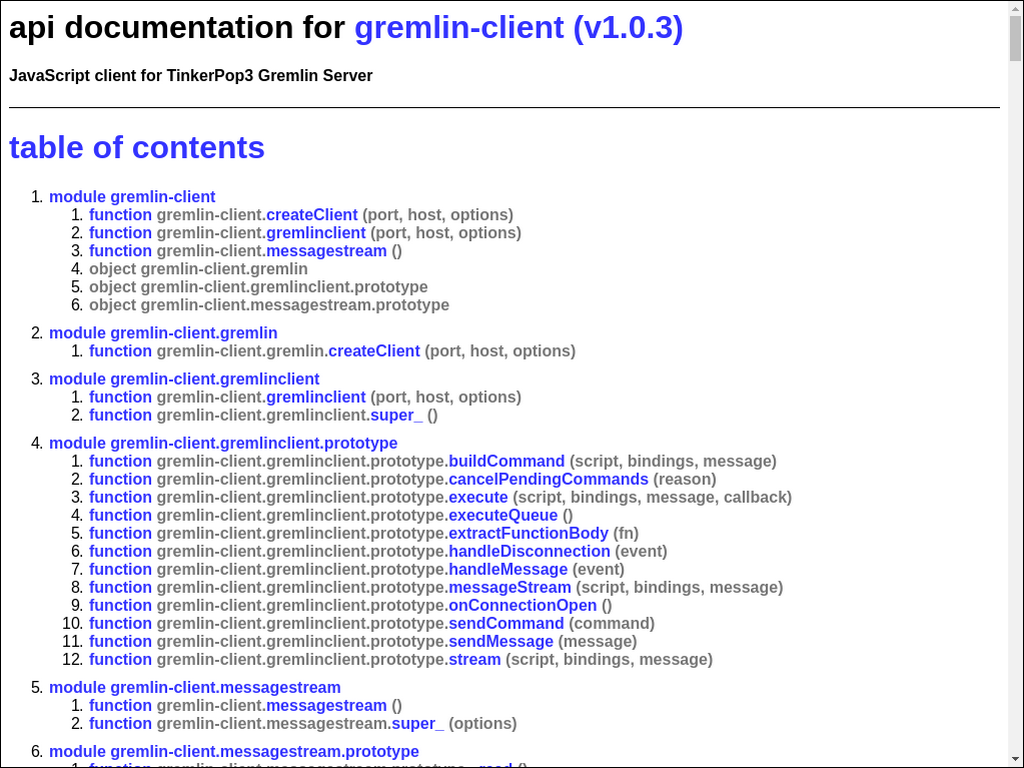 api documentation for gremlin-client (v1.0.3)
JavaScript client for TinkerPop3 Gremlin Server
table of contents
1. module gremlin-client
1. function gremlin-client.createClient (port, host, options)
2. function gremlin-client.gremlinclient (port, host, options)
3. function gremlin-client.messagestream ()
4. object gremlin-client.gremlin
5. object gremlin-client.gremlinclient.prototype
6. object gremlin-client.messagestream.prototype
2. module gremlin-client.gremlin
1. function gremlin-client.gremlin.createClient (port, host, options)
3. module gremlin-client.gremlinclient
1. function gremlin-client.gremlinclient (port, host, options)
2. function gremlin-client.gremlinclient.super_ ()
4. module gremlin-client.gremlinclient.prototype
1. function gremlin-client.gremlinclient.prototype.buildCommand (script, bindings, message)
2. function gremlin-client.gremlinclient.prototype.cancelPendingCommands (reason)
3. function gremlin-client.gremlinclient.prototype.execute (script, bindings, message, callback)
4. function gremlin-client.gremlinclient.prototype.executeQueue ()
5. function gremlin-client.gremlinclient.prototype.extractFunctionBody (fn)
6. function gremlin-client.gremlinclient.prototype.handleDisconnection (event)
7. function gremlin-client.gremlinclient.prototype.handleMessage (event)
8. function gremlin-client.gremlinclient.prototype.messageStream (script, bindings, message)
9. function gremlin-client.gremlinclient.prototype.onConnectionOpen ()
10. function gremlin-client.gremlinclient.prototype.sendCommand (command)
11. function gremlin-client.gremlinclient.prototype.sendMessage (message)
12. function gremlin-client.gremlinclient.prototype.stream (script, bindings, message)
5. module gremlin-client.messagestream
1. function gremlin-client.messagestream ()
2. function gremlin-client.messagestream.super_ (options)
6. module gremlin-client.messagestream.prototype
1. function gremlin-client.messagestream.prototype._read ()